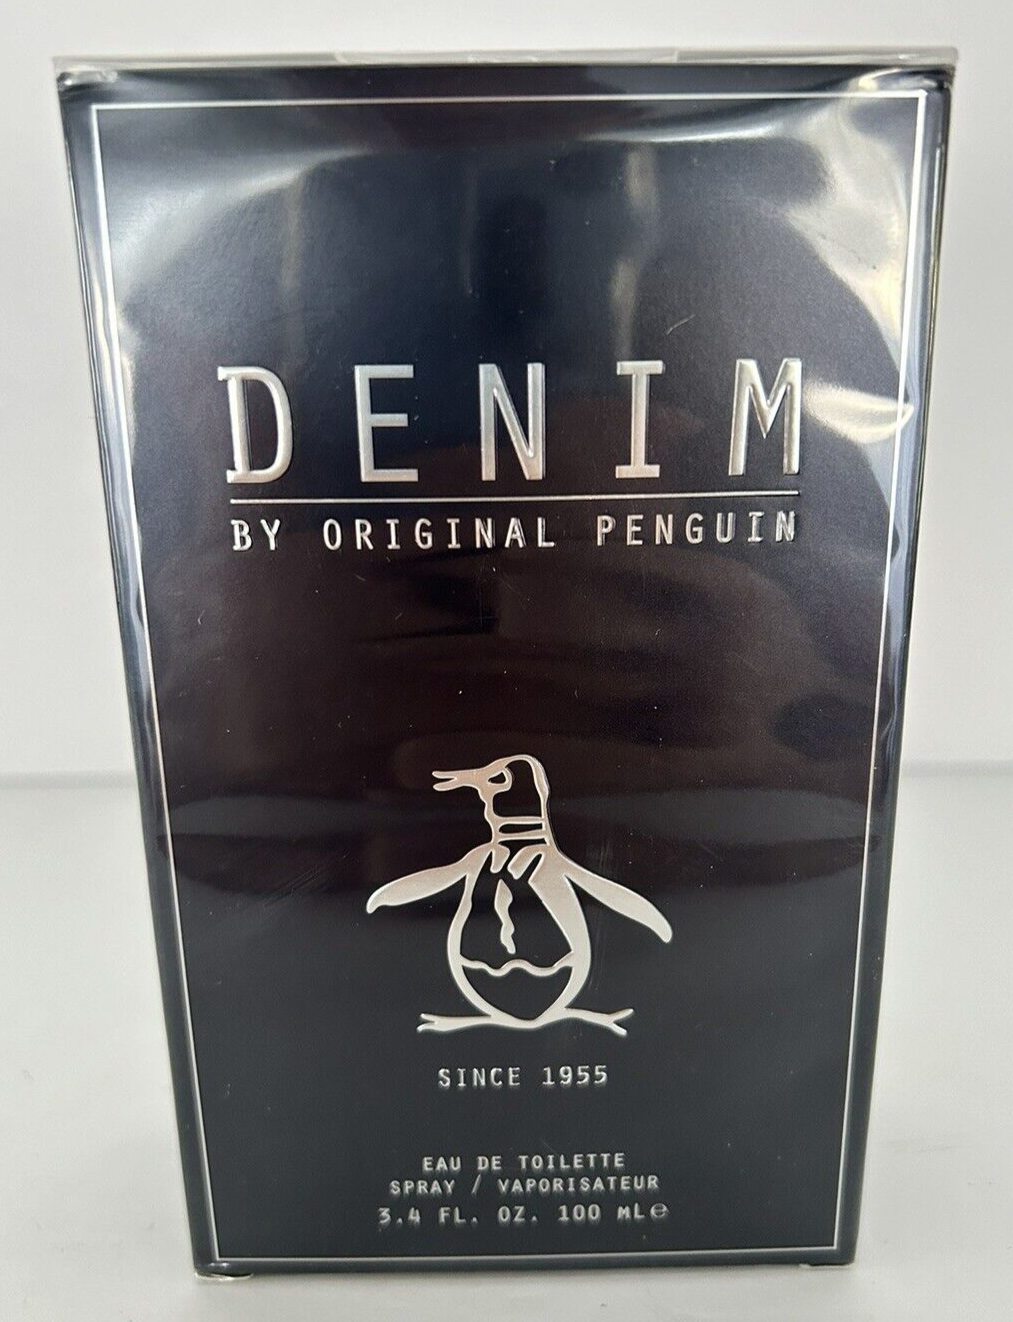 DENIM
BY ORIGINAL PENGUIN
SINCE 1955
EAU DE TOILETTE
SPRAY / VAPORISATEUR
3.4 FL. OZ. 100 mL℮